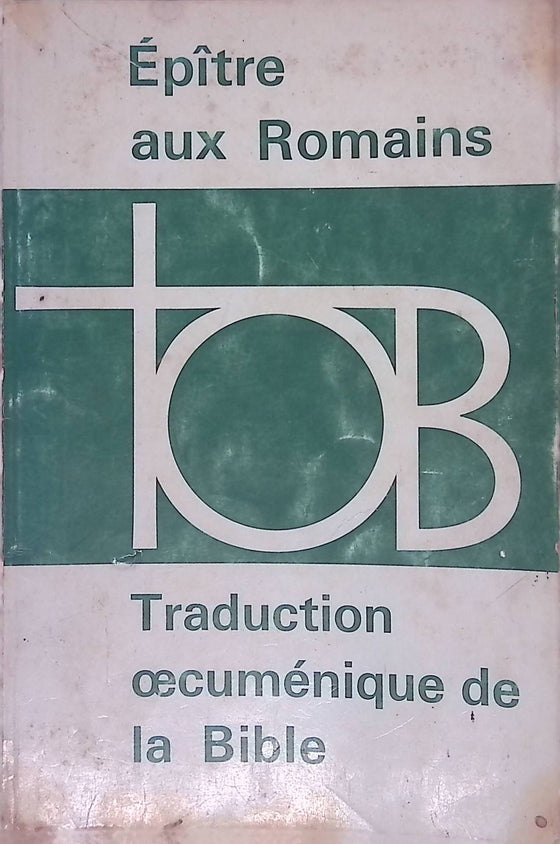 Épître
aux Romains
TOB
Traduction
œcuménique de
la Bible